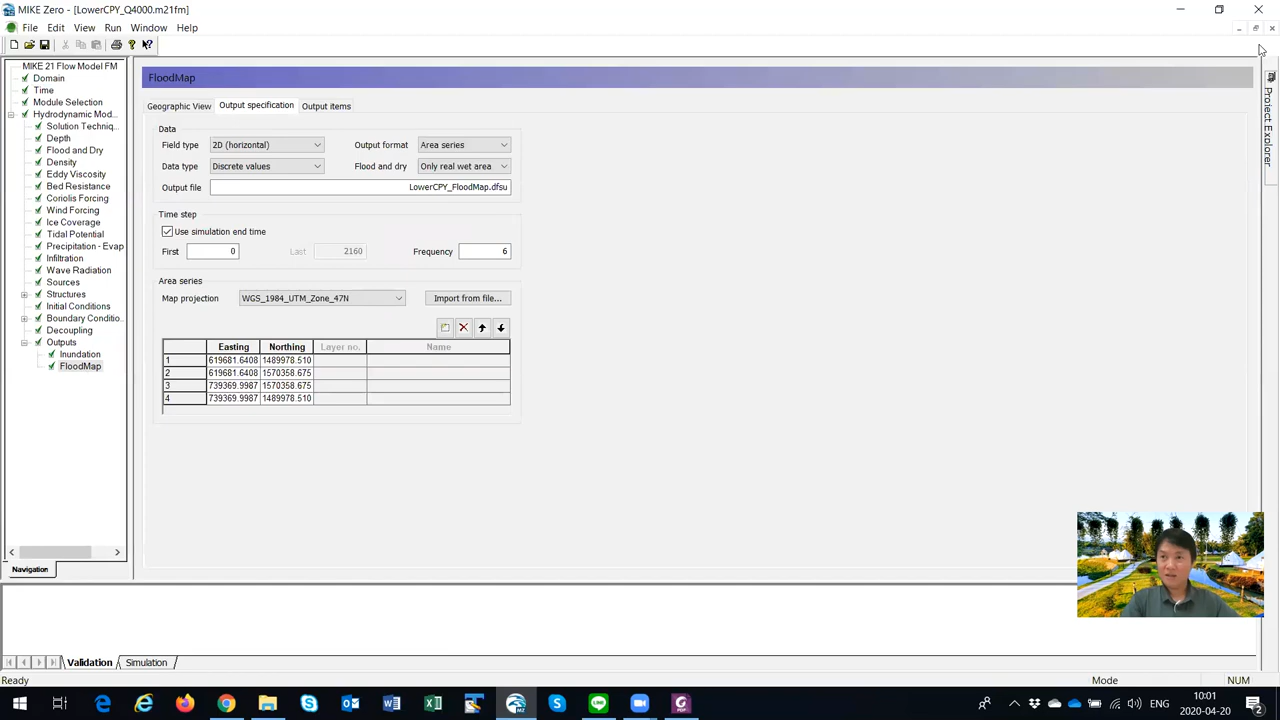 MIKE Zero - [LowerCPY_Q4000.m21fm]
File Edit View Run Window Help
MIKE 21 Flow Model FM
Domain
Time
Module Selection
Hydrodynamic Mod...
Solution Techniq...
Depth
Flood and Dry
Density
Eddy Viscosity
Bed Resistance
Coriolis Forcing
Wind Forcing
Ice Coverage
Tidal Potential
Precipitation - Evap
Infiltration
Wave Radiation
Sources
Structures
Initial Conditions
Boundary Conditio...
Decoupling
Outputs
Inundation
FloodMap
Navigation
FloodMap
Geographic View Output specification Output items
Data
Field type 2D (horizontal) Output format Area series
Data type Discrete values Flood and dry Only real wet area
Output file LowerCPY_FloodMap.dfsu
Time step
Use simulation end time
First 0 Last 2160 Frequency 6
Area series
Map projection WGS_1984_UTM_Zone_47N Import from file...
Easting Northing Layer no. Name
1 619681.6408 1489978.510
2 619681.6408 1570358.675
3 739369.9987 1570358.675
4 739369.9987 1489978.510
Project Explorer
Validation Simulation
Ready Mode NUM
ENG 10:01
2020-04-20 2